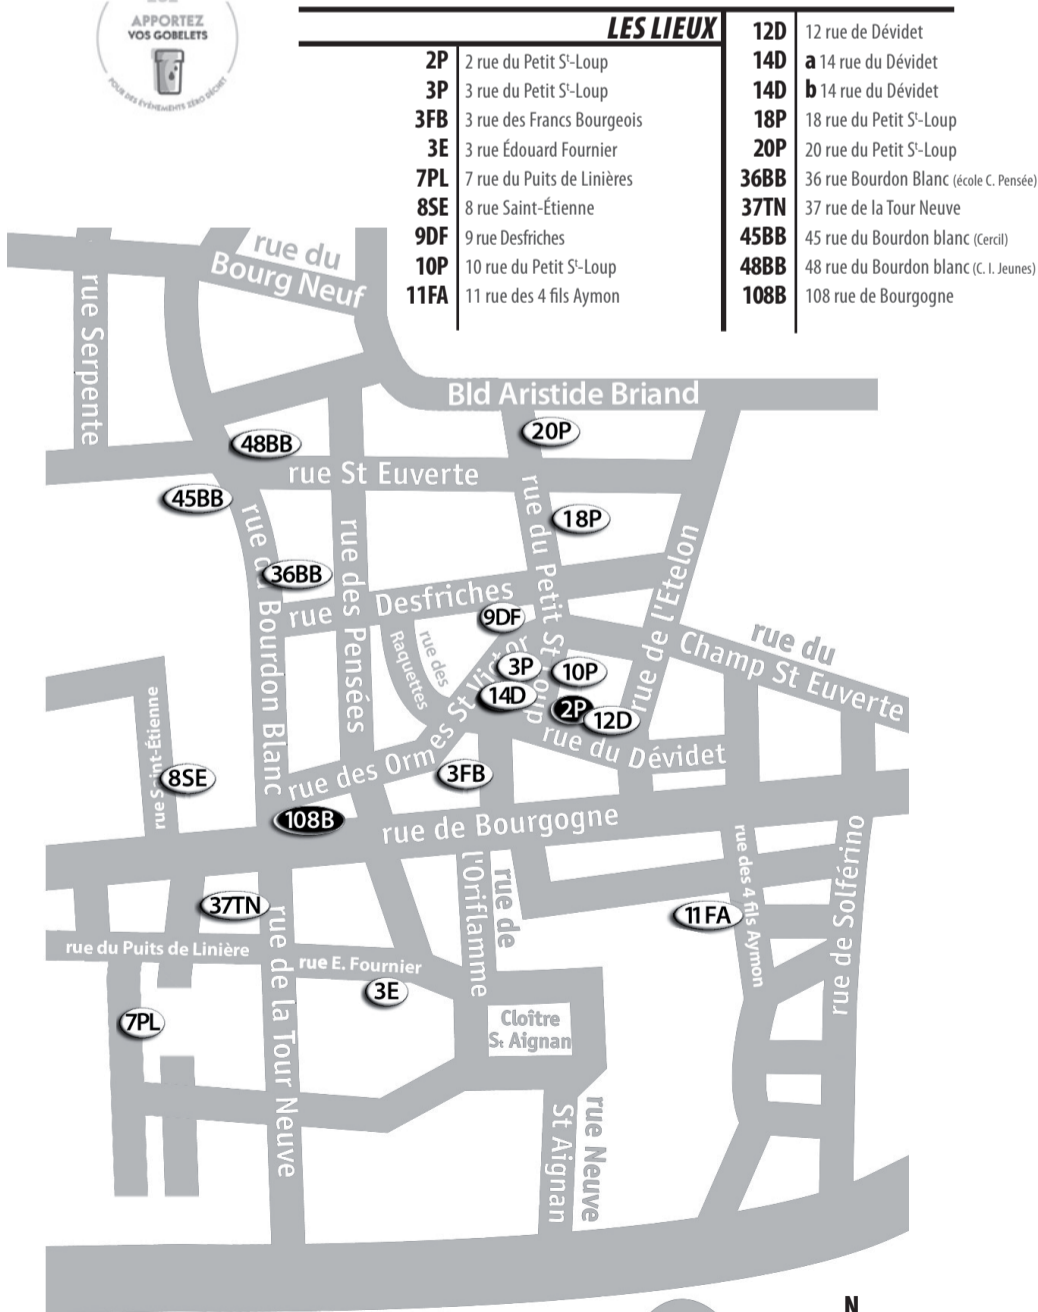 APPORTEZ
VOS GOBELETS
POUR DES ÉVÉNEMENTS ZÉRO DÉCHET
LES LIEUX
2P 2 rue du Petit Sᵗ-Loup
3P 3 rue du Petit Sᵗ-Loup
3FB 3 rue des Francs Bourgeois
3E 3 rue Édouard Fournier
7PL 7 rue du Puits de Linières
8SE 8 rue Saint-Étienne
9DF 9 rue Desfriches
10P 10 rue du Petit Sᵗ-Loup
11FA 11 rue des 4 fils Aymon
12D 12 rue de Dévidet
14D a 14 rue du Dévidet
14D b 14 rue du Dévidet
18P 18 rue du Petit Sᵗ-Loup
20P 20 rue du Petit Sᵗ-Loup
36BB 36 rue Bourdon Blanc (école C. Pensée)
37TN 37 rue de la Tour Neuve
45BB 45 rue du Bourdon blanc (Cercil)
48BB 48 rue du Bourdon blanc (C. I. Jeunes)
108B 108 rue de Bourgogne
rue du
Bourg Neuf
rue Serpente
Bld Aristide Briand
20P
48BB
rue St Euverte
45BB
18P
rue du Bourdon Blanc
rue des Pensées
rue du Petit St Loup
rue de l'Etelon
36BB
rue Desfriches
9DF
rue des
Raquettes
rue du
Champ St Euverte
3P
10P
14D
2P
12D
rue du Dévidet
rue des Ormes St Victor
rue Saint-Étienne
8SE
3FB
108B
rue de Bourgogne
rue de
l'Oriflamme
rue des 4 fils Aymon
rue de Solférino
37TN
11 FA
rue du Puits de Linière
rue E. Fournier
rue de la Tour Neuve
3E
7PL
Cloître
St Aignan
rue Neuve
St Aignan
N